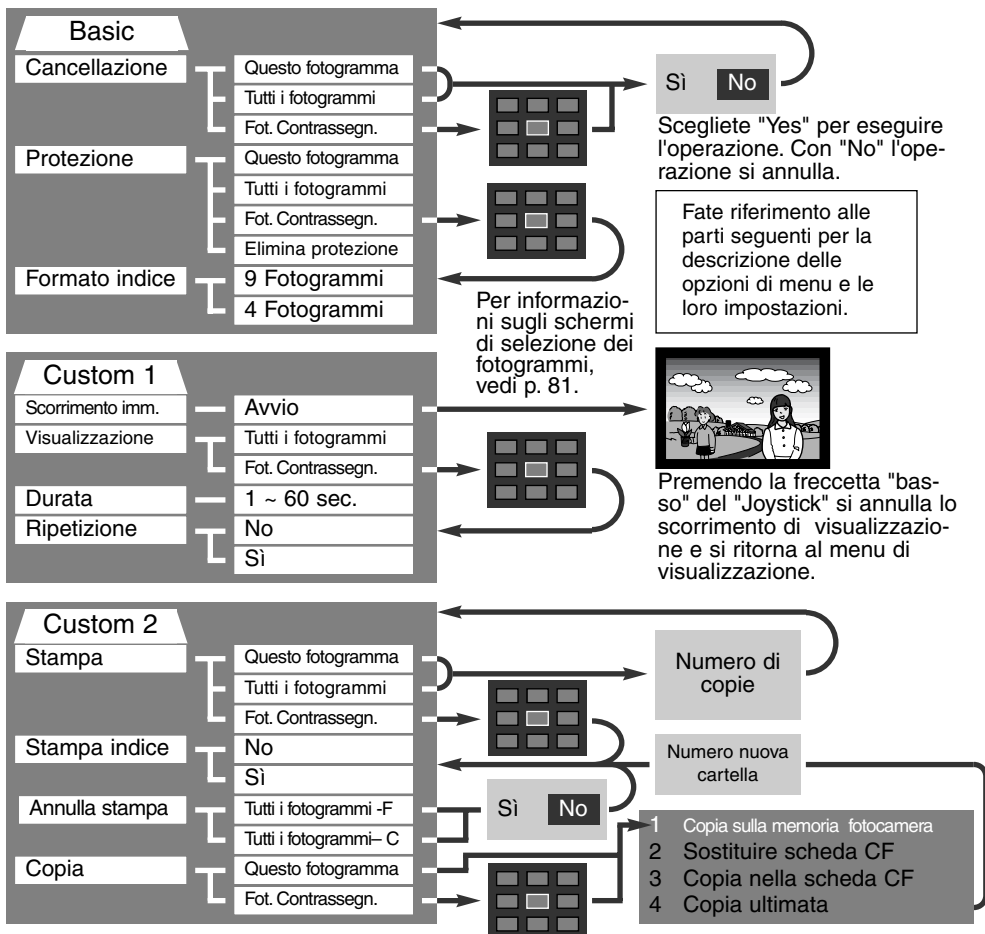 Basic
Cancellazione
Questo fotogramma
Tutti i fotogrammi
Fot. Contrassegn.
Sì No
Scegliete "Yes" per eseguire
l'operazione. Con "No" l'ope-
razione si annulla.
Protezione
Questo fotogramma
Tutti i fotogrammi
Fot. Contrassegn.
Elimina protezione
Formato indice
9 Fotogrammi
4 Fotogrammi
Per informazio-
ni sugli schermi
di selezione dei
fotogrammi,
vedi p. 81.
Fate riferimento alle
parti seguenti per la
descrizione delle
opzioni di menu e le
loro impostazioni.
Custom 1
Scorrimento imm.
Avvio
Visualizzazione
Tutti i fotogrammi
Fot. Contrassegn.
Durata
1 ~ 60 sec.
Ripetizione
No
Sì
Premendo la freccetta "bas-
so" del "Joystick" si annulla lo
scorrimento di visualizzazio-
ne e si ritorna al menu di
visualizzazione.
Custom 2
Stampa
Questo fotogramma
Tutti i fotogrammi
Fot. Contrassegn.
Numero di
copie
Stampa indice
No
Sì
Numero nuova
cartella
Annulla stampa
Tutti i fotogrammi -F
Tutti i fotogrammi– C
Sì No
Copia
Questo fotogramma
Fot. Contrassegn.
1 Copia sulla memoria fotocamera
2 Sostituire scheda CF
3 Copia nella scheda CF
4 Copia ultimata